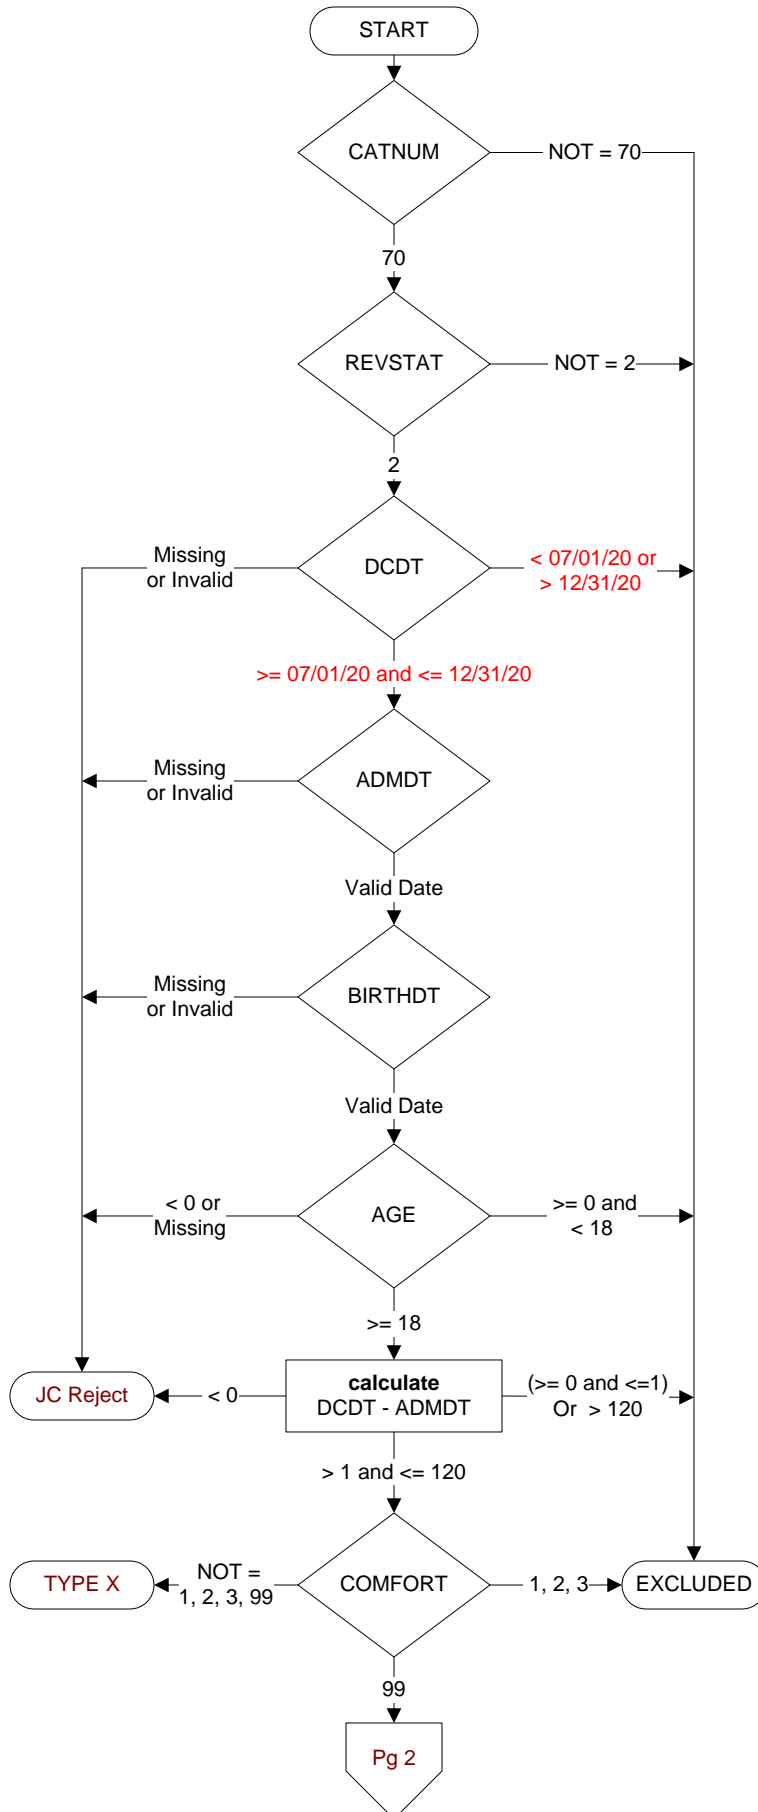 START
CATNUM
NOT = 70
70
REVSTAT
NOT = 2
2
Missing
or Invalid
DCDT
< 07/01/20 or
> 12/31/20
>= 07/01/20 and <= 12/31/20
Missing
or Invalid
ADMDT
Valid Date
Missing
or Invalid
BIRTHDT
Valid Date
< 0 or
Missing
AGE
>= 0 and
< 18
>= 18
JC Reject
< 0
calculate
DCDT - ADMDT
(>= 0 and <=1)
Or > 120
> 1 and <= 120
TYPE X
NOT =
1, 2, 3, 99
COMFORT
1, 2, 3
EXCLUDED
99
Pg 2